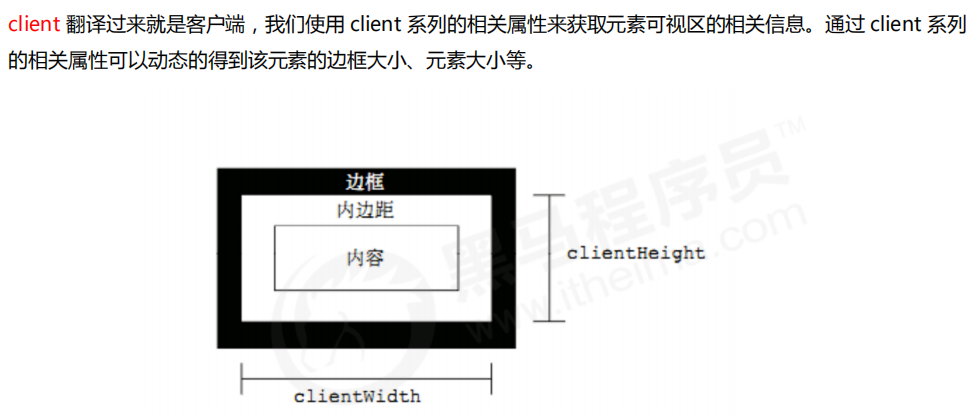 client 翻译过来就是客户端，我们使用 client 系列的相关属性来获取元素可视区的相关信息。通过 client 系列
的相关属性可以动态的得到该元素的边框大小、元素大小等。
边框
内边距
内容
clientHeight
clientWidth
黑马程序员™
www.itheima.com